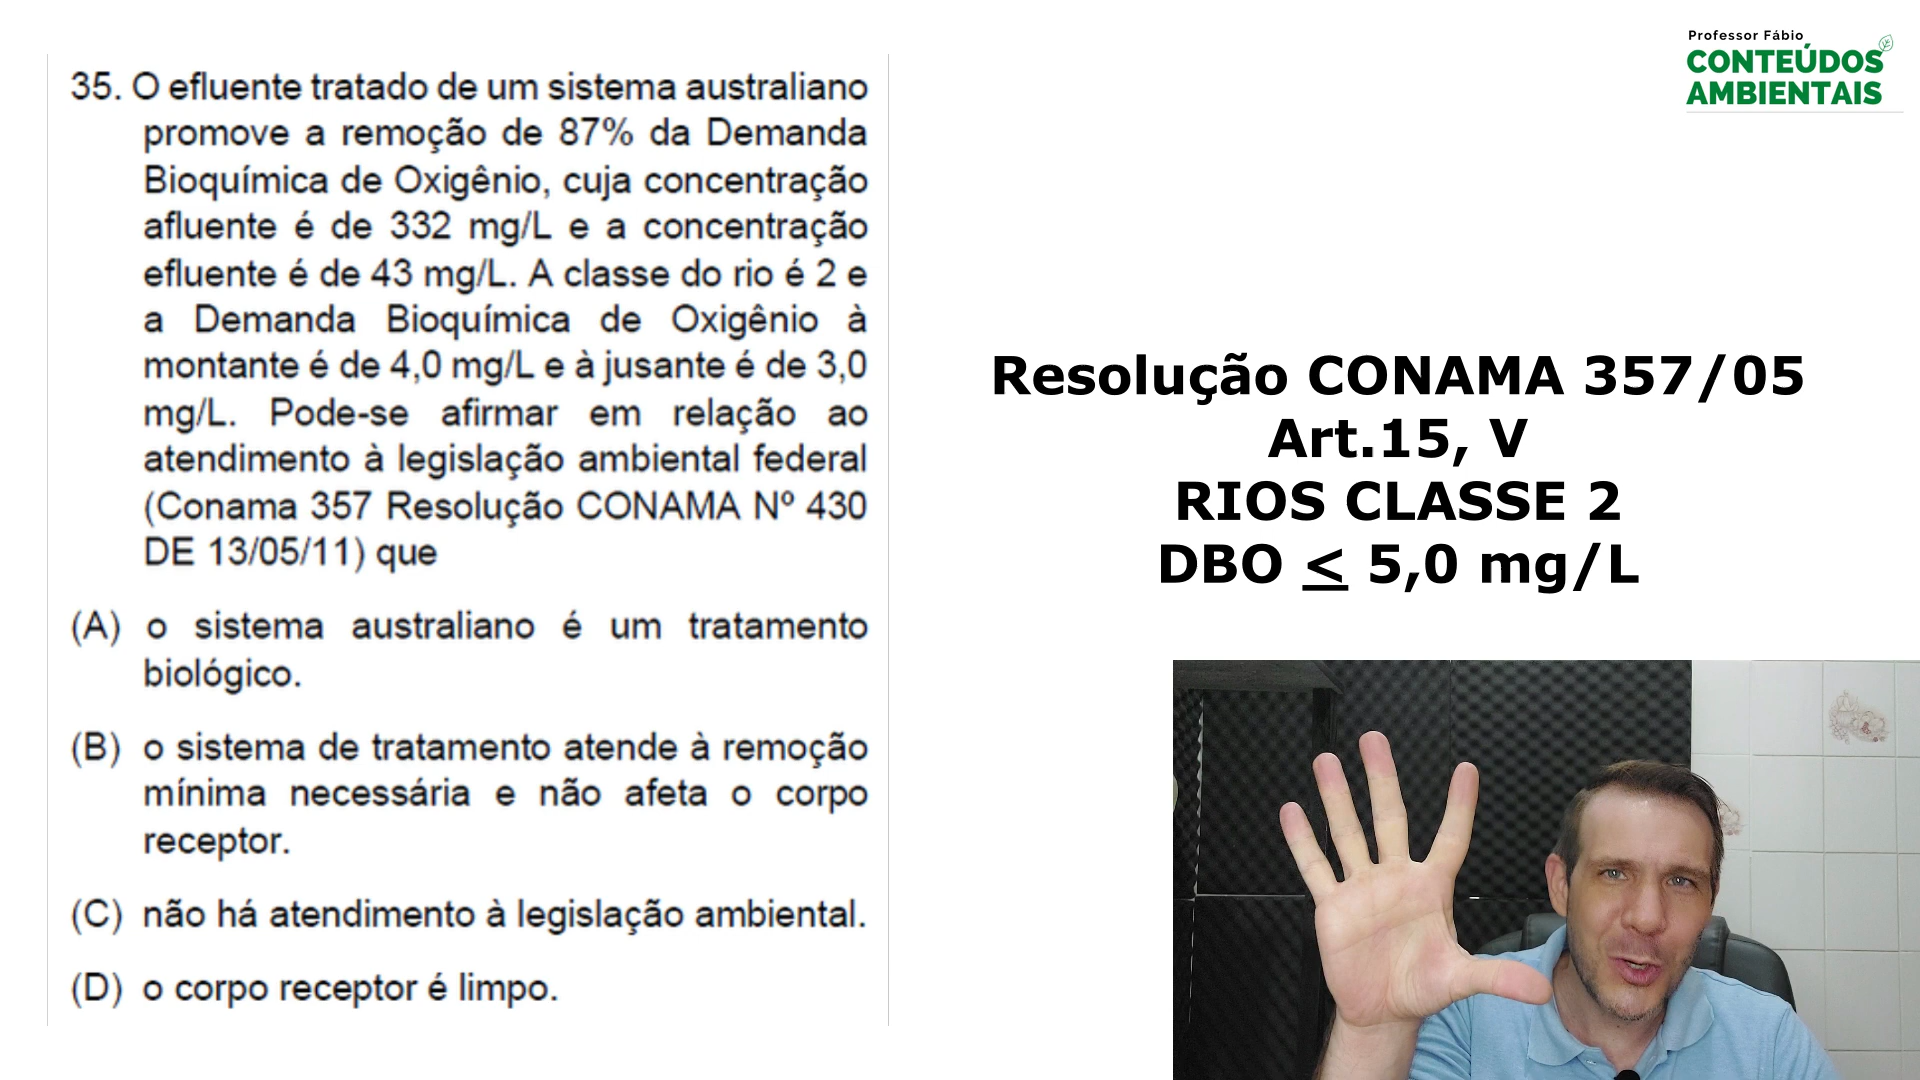 35. O efluente tratado de um sistema australiano
promove a remoção de 87% da Demanda
Bioquímica de Oxigênio, cuja concentração
afluente é de 332 mg/L e a concentração
efluente é de 43 mg/L. A classe do rio é 2 e
a Demanda Bioquímica de Oxigênio à
montante é de 4,0 mg/L e à jusante é de 3,0
mg/L. Pode-se afirmar em relação ao
atendimento à legislação ambiental federal
(Conama 357 Resolução CONAMA Nº 430
DE 13/05/11) que
(A) o sistema australiano é um tratamento
biológico.
(B) o sistema de tratamento atende à remoção
mínima necessária e não afeta o corpo
receptor.
(C) não há atendimento à legislação ambiental.
(D) o corpo receptor é limpo.
Professor Fábio
CONTEÚDOS
AMBIENTAIS
Resolução CONAMA 357/05
Art.15, V
RIOS CLASSE 2
DBO ≤ 5,0 mg/L